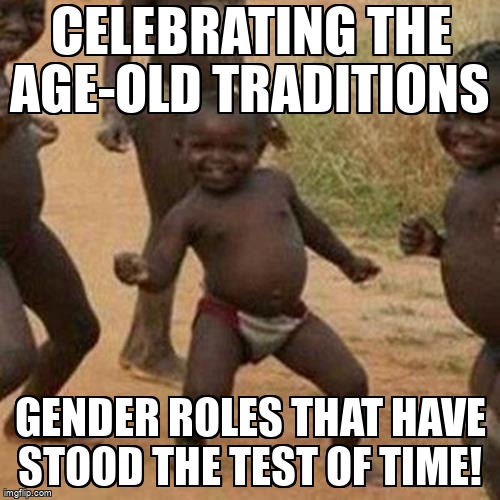 CELEBRATING THE
AGE-OLD TRADITIONS
GENDER ROLES THAT HAVE
STOOD THE TEST OF TIME!
imgflip.com